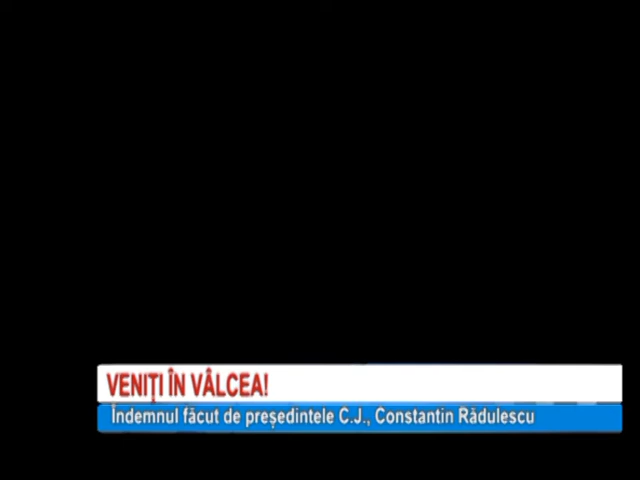 VENIȚI ÎN VÂLCEA!
Îndemnul făcut de președintele C.J., Constantin Rădulescu